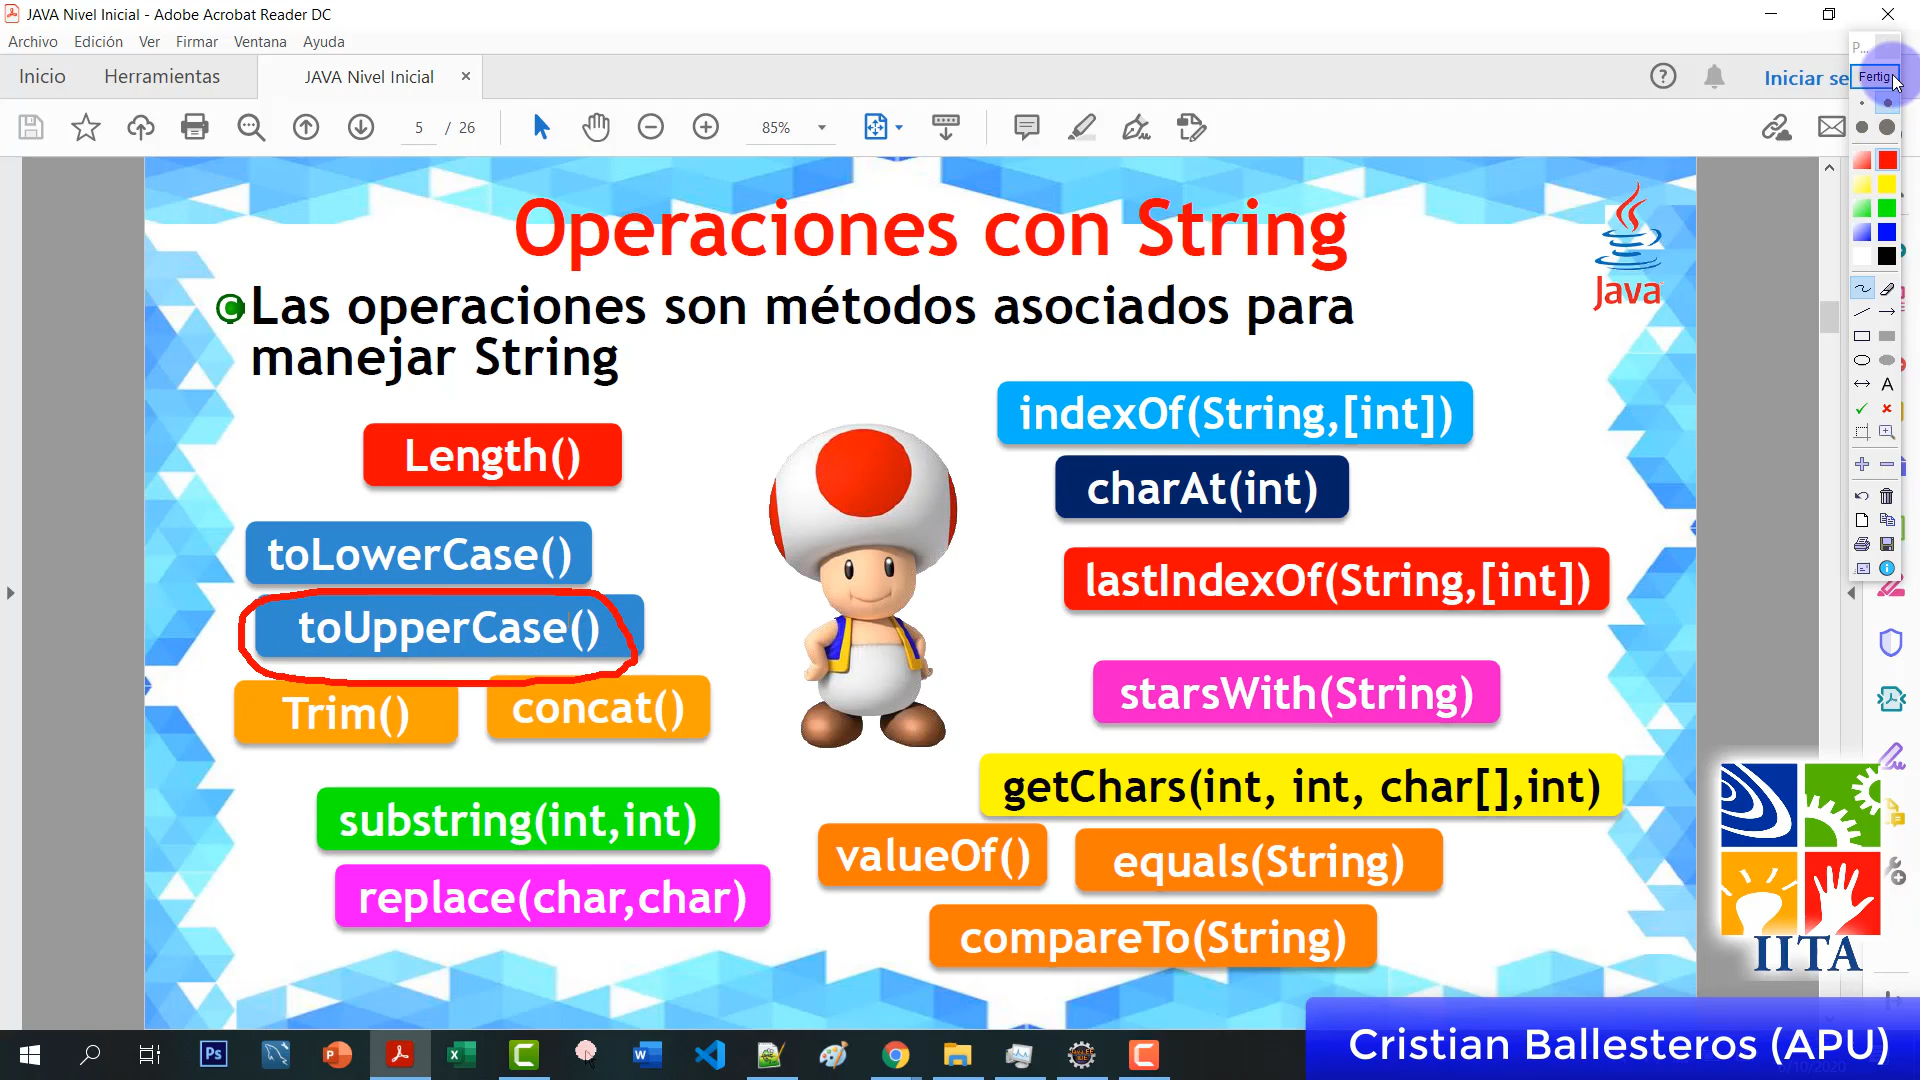 JAVA Nivel Inicial - Adobe Acrobat Reader DC
Archivo Edición Ver Firmar Ventana Ayuda
Inicio Herramientas JAVA Nivel Inicial
Iniciar se
P...
Fertig
5 / 26
85%
Operaciones con String
Java
Las operaciones son métodos asociados para
manejar String
Length()
toLowerCase()
toUpperCase()
Trim()
concat()
substring(int,int)
replace(char,char)
indexOf(String,[int])
charAt(int)
lastIndexOf(String,[int])
starsWith(String)
getChars(int, int, char[],int)
valueOf()
equals(String)
compareTo(String)
IITA
Cristian Ballesteros (APU)